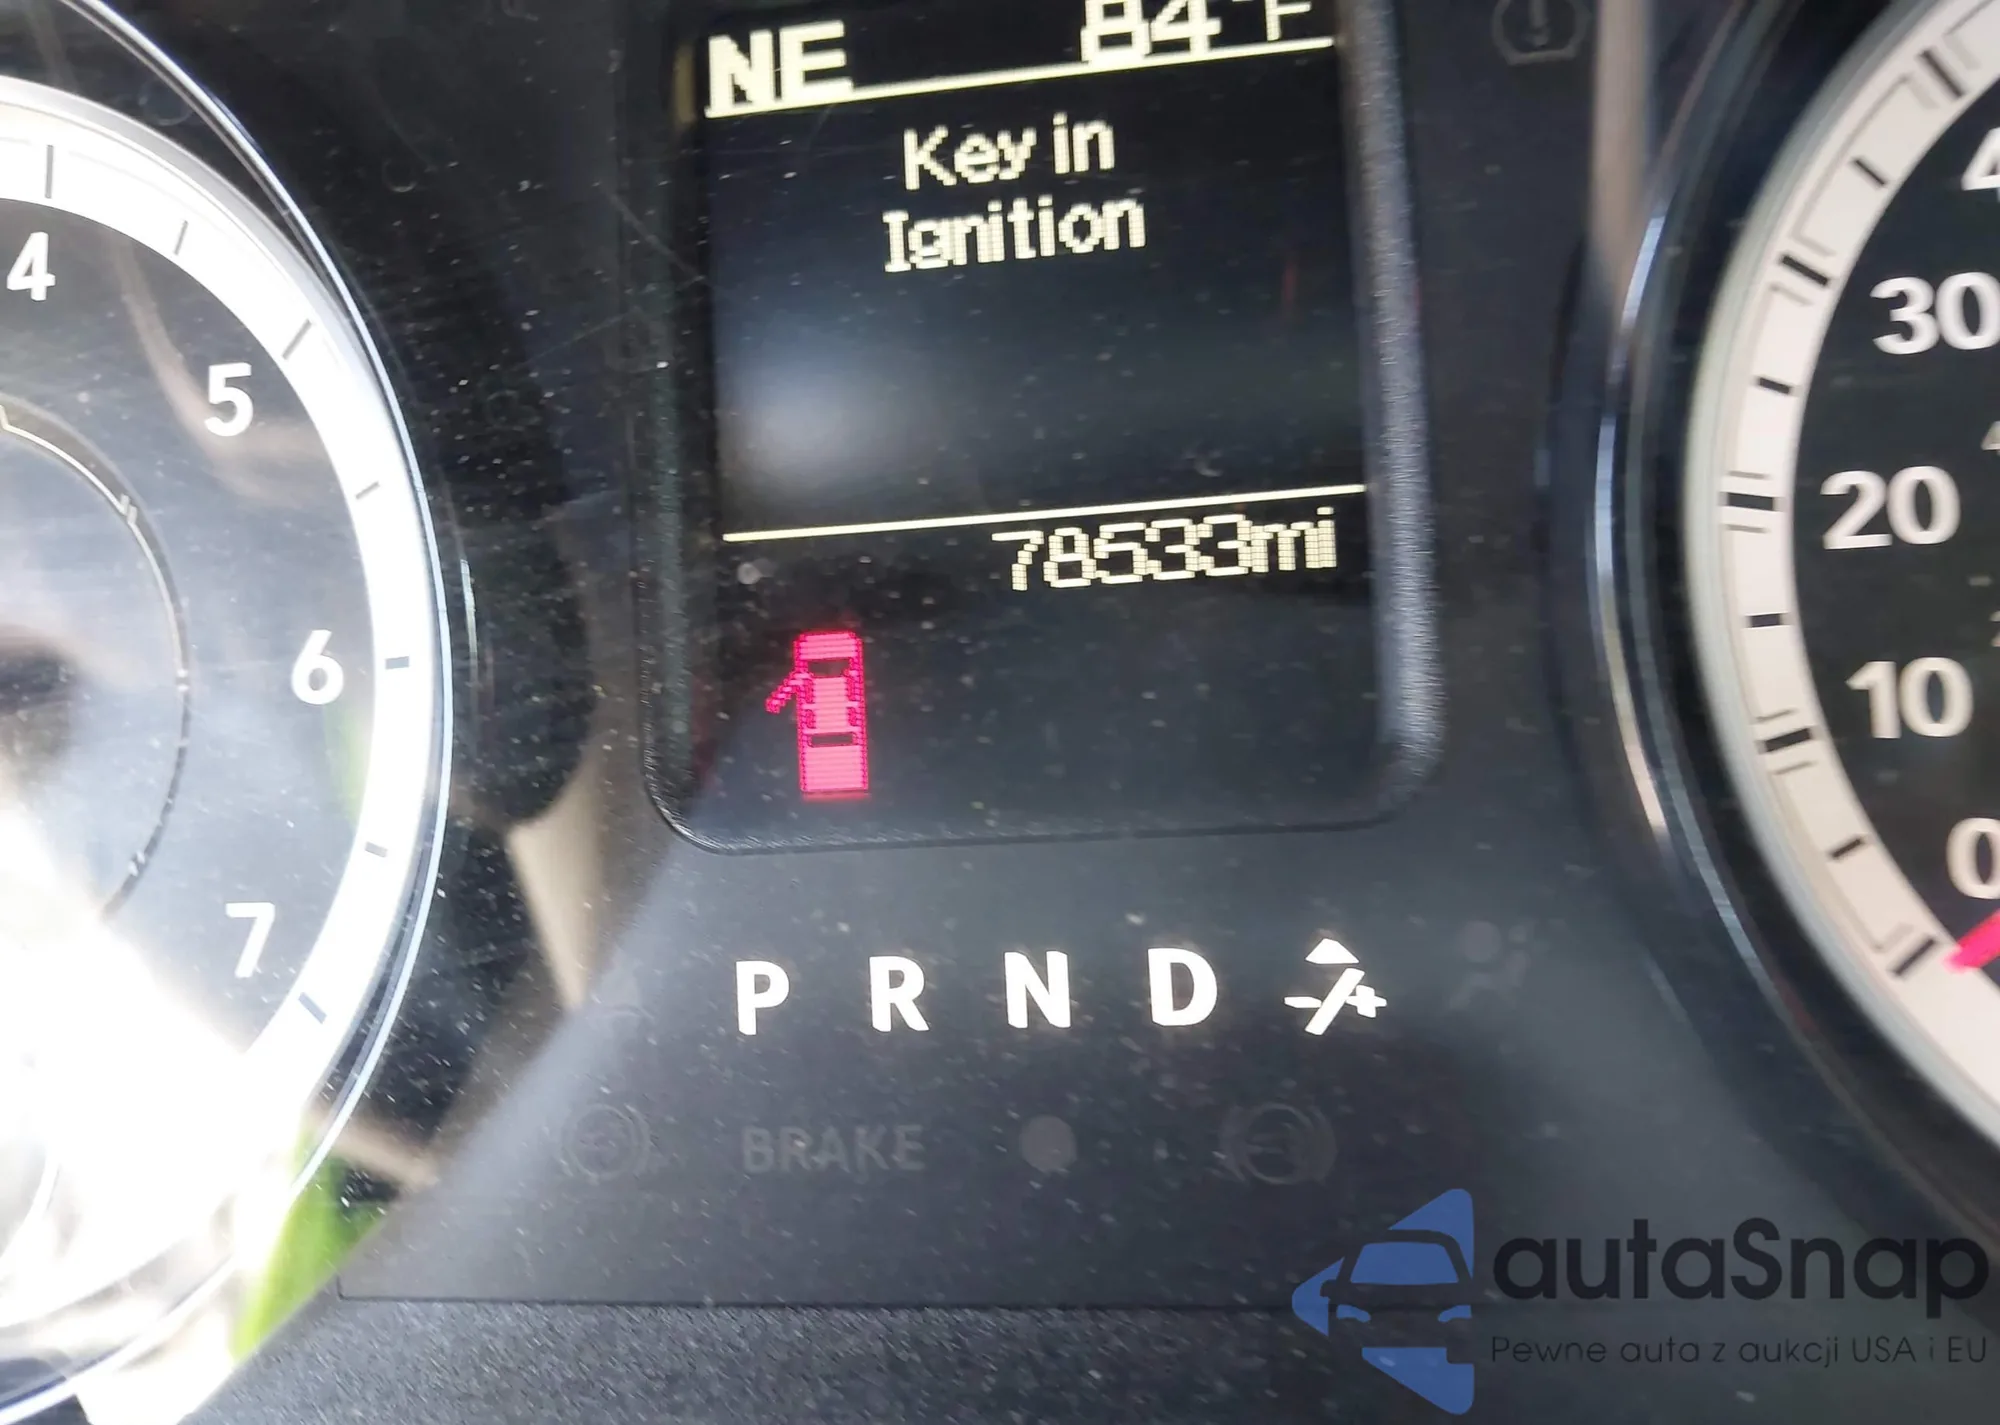 NE 84°F
Key in
Ignition
78533mi
4
5
6
7
4
30
20
10
0
P R N D
BRAKE
autaSnap
Pewne auta z aukcji USA i EU